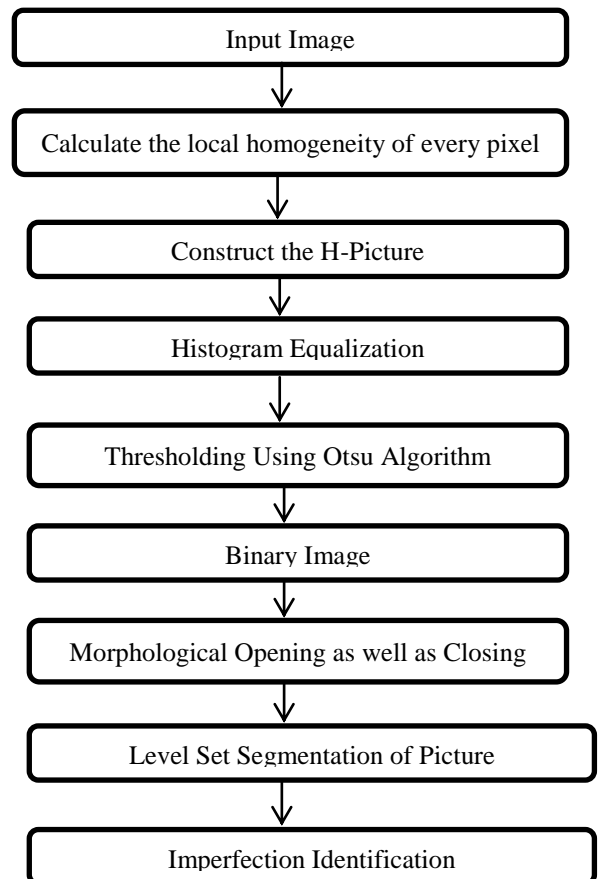 Input Image
Calculate the local homogeneity of every pixel
Construct the H-Picture
Histogram Equalization
Thresholding Using Otsu Algorithm
Binary Image
Morphological Opening as well as Closing
Level Set Segmentation of Picture
Imperfection Identification